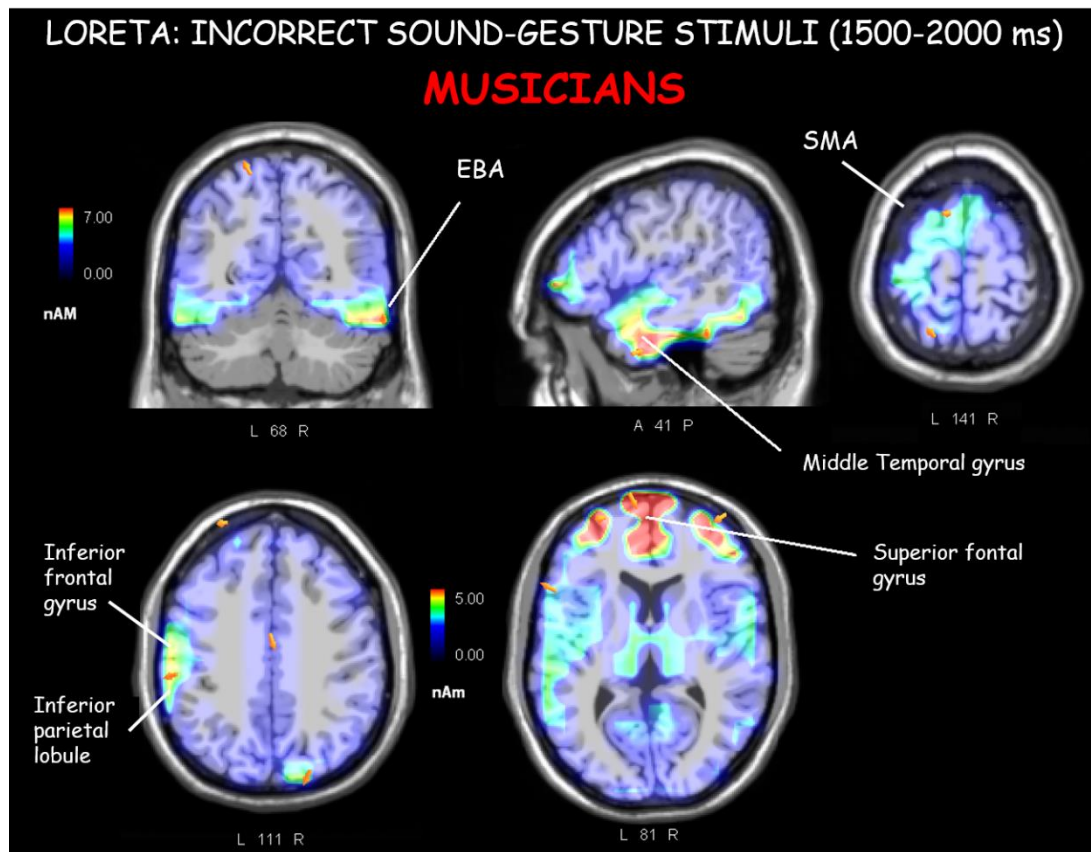 LORETA: INCORRECT SOUND-GESTURE STIMULI (1500-2000 ms)
MUSICIANS
7.00
0.00
nAM
EBA
SMA
L 68 R
A 41 P
L 141 R
Middle Temporal gyrus
Inferior
frontal
gyrus
Inferior
parietal
lobule
5.00
0.00
nAm
Superior fontal
gyrus
L 111 R
L 81 R